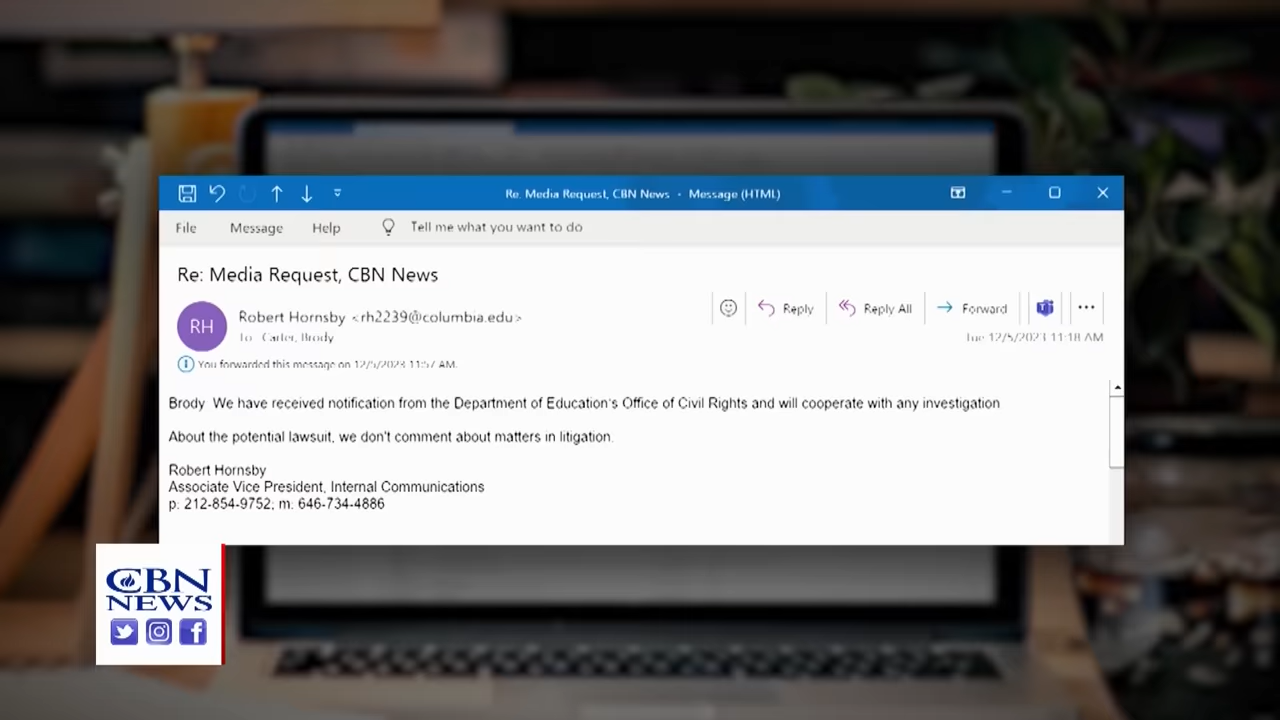 Re: Media Request, CBN News - Message (HTML)
File Message Help Tell me what you want to do
Re: Media Request, CBN News
RH
Robert Hornsby <rh2239@columbia.edu>
Reply Reply All Forward
To Carter, Brody
Tue 12/5/2023 11:18 AM
You forwarded this message on 12/5/2023 11:57 AM.
Brody We have received notification from the Department of Education's Office of Civil Rights and will cooperate with any investigation
About the potential lawsuit, we don't comment about matters in litigation.
Robert Hornsby
Associate Vice President, Internal Communications
p: 212-854-9752; m: 646-734-4886
CBN
NEWS